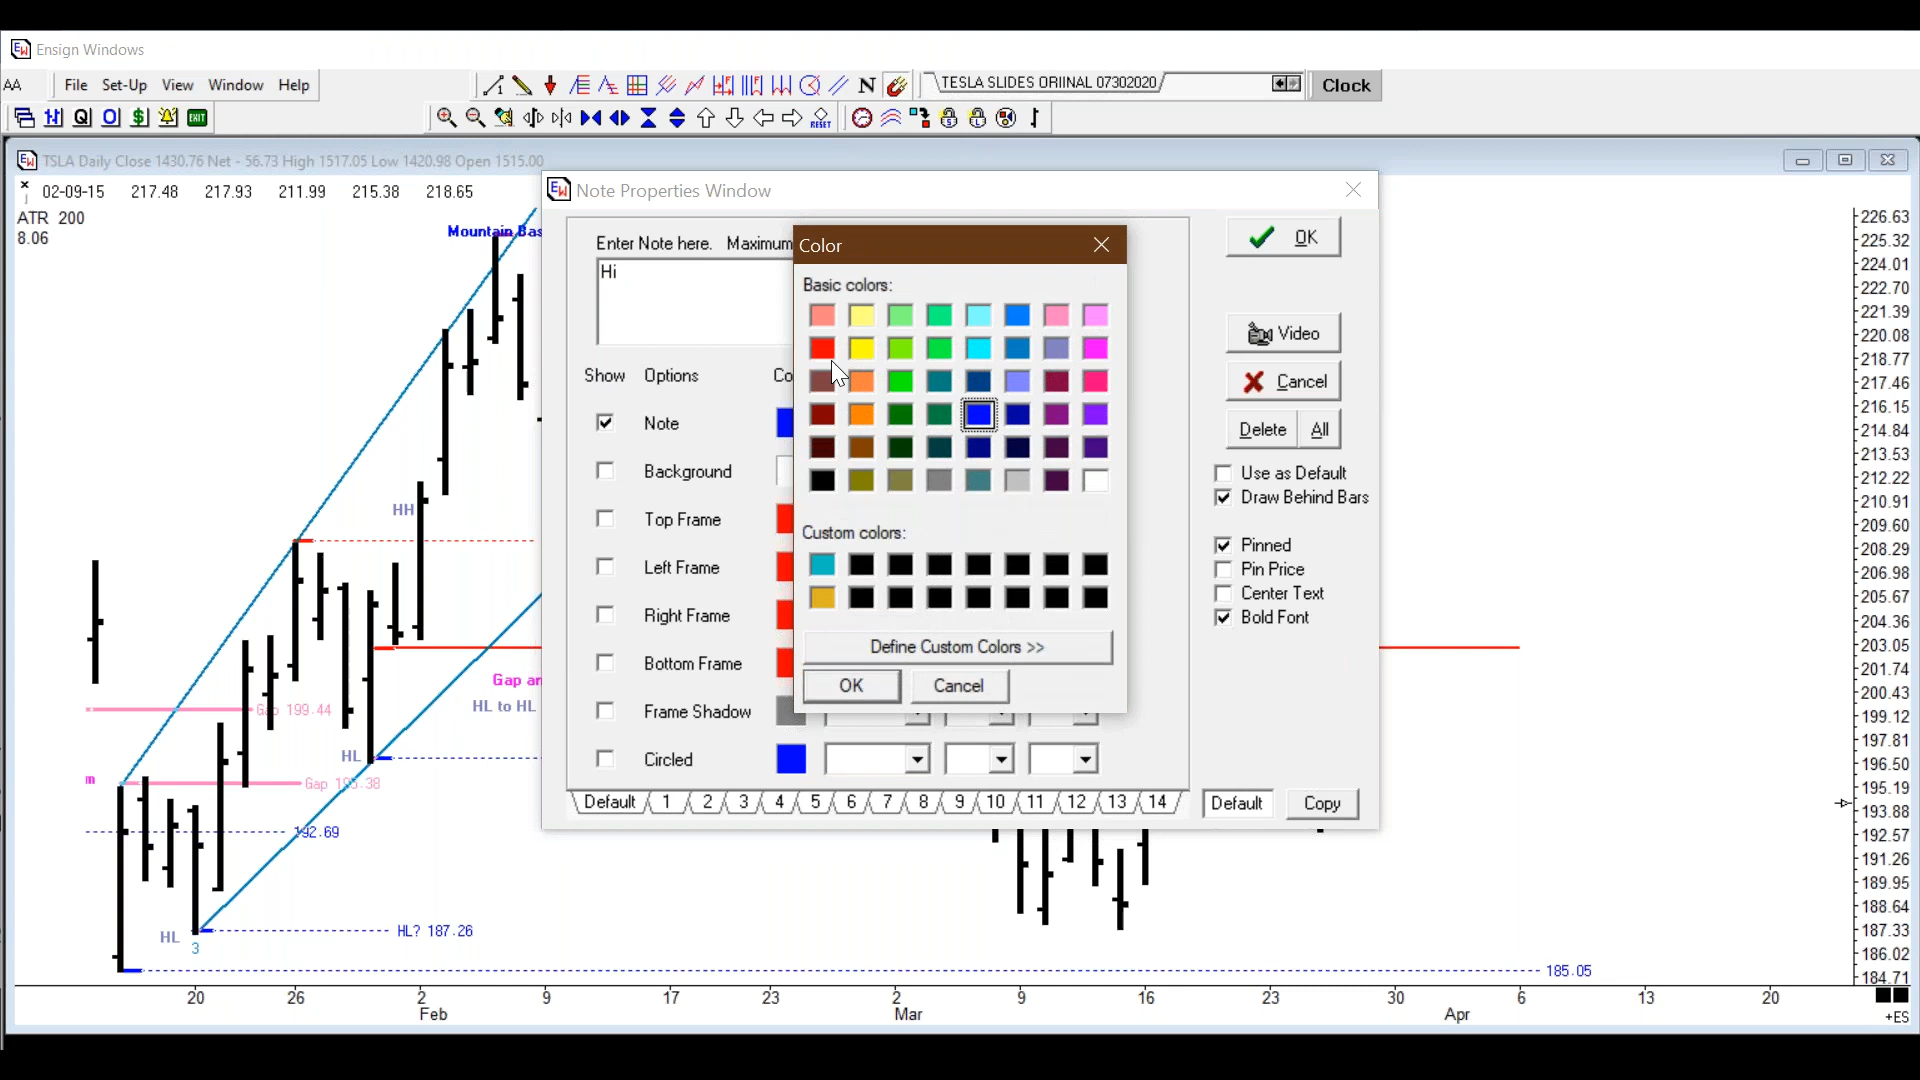 Ensign Windows
AA File Set-Up View Window Help
N TESLA SLIDES ORIINAL 07302020 Clock
Q O $ EXIT RESET
TSLA Daily Close 1430.76 Net - 56.73 High 1517.05 Low 1420.98 Open 1515.00
02-09-15 217.48 217.93 211.99 215.38 218.65
ATR 200
8.06
Mountain Bas
HH
Gap an
HL to HL
Gap 199.44
HL
m
Gap 195.38
192.69
HL
3
HL? 187.26
185.05
Note Properties Window
Enter Note here. Maximum
Hi
Show Options Co
Note
Background
Top Frame
Left Frame
Right Frame
Bottom Frame
Frame Shadow
Circled
Default 1 2 3 4 5 6 7 8 9 10 11 12 13 14
Color
Basic colors:
Custom colors:
Define Custom Colors >>
OK Cancel
OK
Video
Cancel
Delete All
Use as Default
Draw Behind Bars
Pinned
Pin Price
Center Text
Bold Font
Default Copy
226.63
225.32
224.01
222.70
221.39
220.08
218.77
217.46
216.15
214.84
213.53
212.22
210.91
209.60
208.29
206.98
205.67
204.36
203.05
201.74
200.43
199.12
197.81
196.50
195.19
193.88
192.57
191.26
189.95
188.64
187.33
186.02
184.71
20 26 2 9 17 23 2 9 16 23 30 6 13 20
Feb Mar Apr
+ES